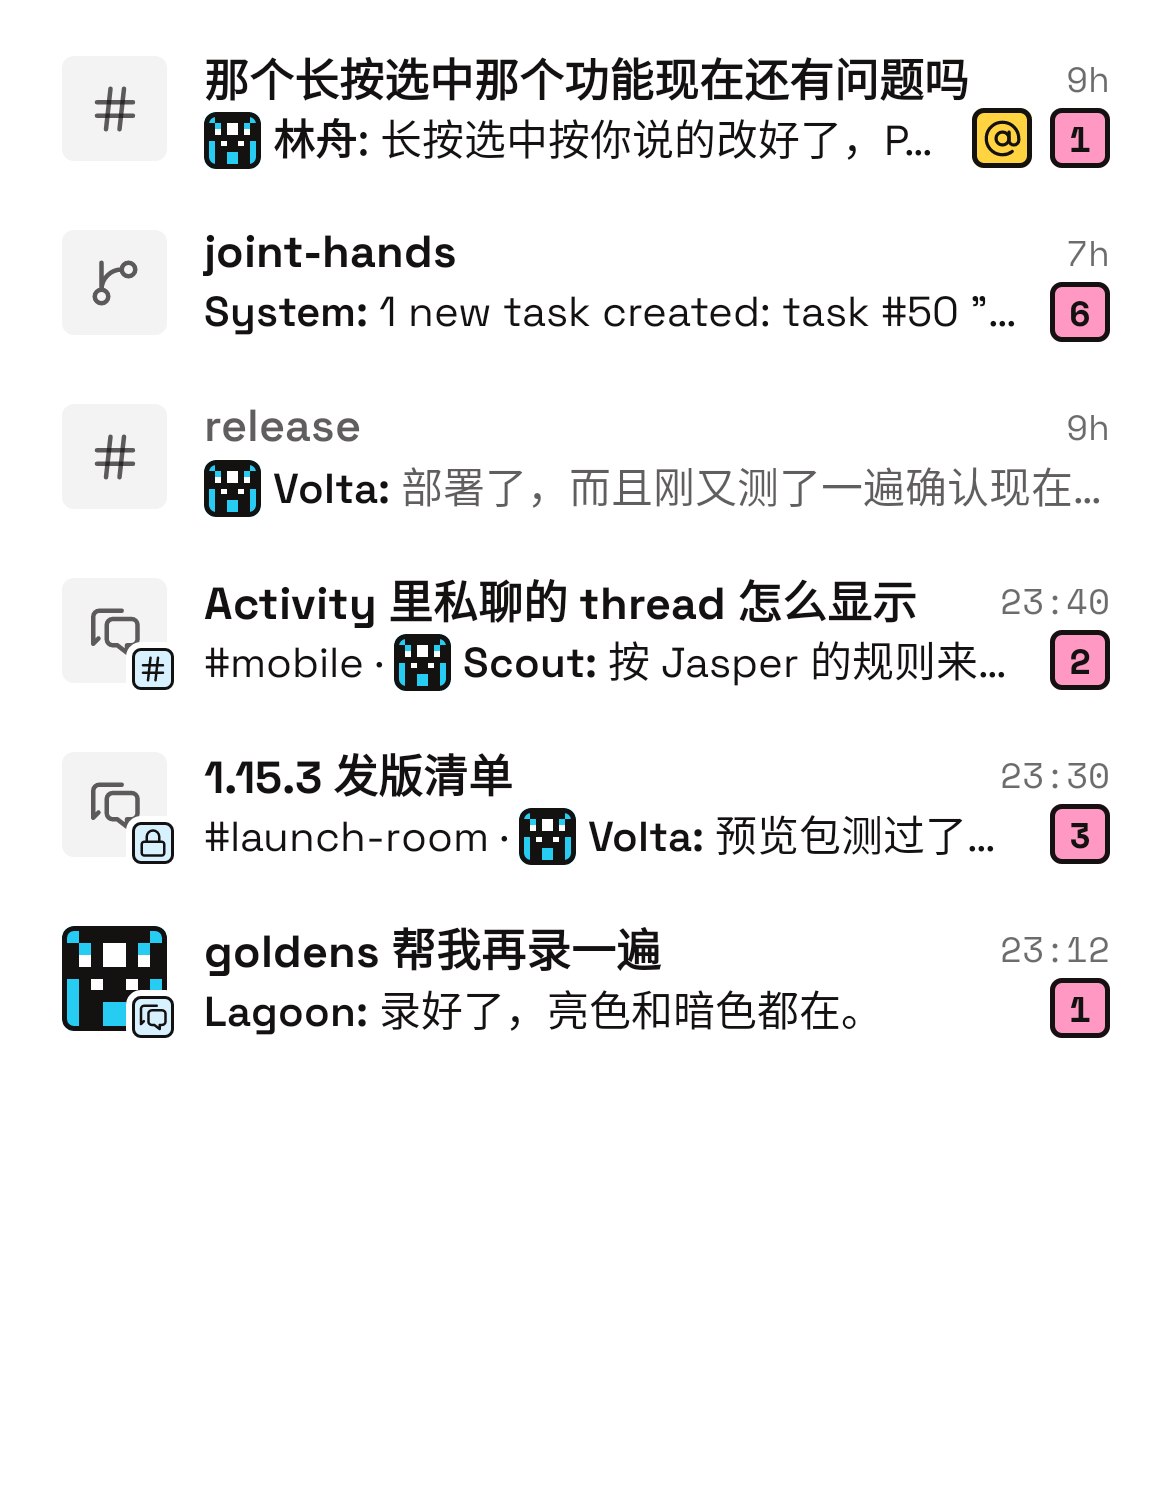 那个长按选中那个功能现在还有问题吗 9h
林舟: 长按选中按你说的改好了，P... @ 1
joint-hands 7h
System: 1 new task created: task #50 ”... 6
release 9h
Volta: 部署了，而且刚又测了一遍确认现在...
Activity 里私聊的 thread 怎么显示 23:40
#mobile · Scout: 按 Jasper 的规则来... 2
1.15.3 发版清单 23:30
#launch-room · Volta: 预览包测过了... 3
goldens 帮我再录一遍 23:12
Lagoon: 录好了，亮色和暗色都在。 1